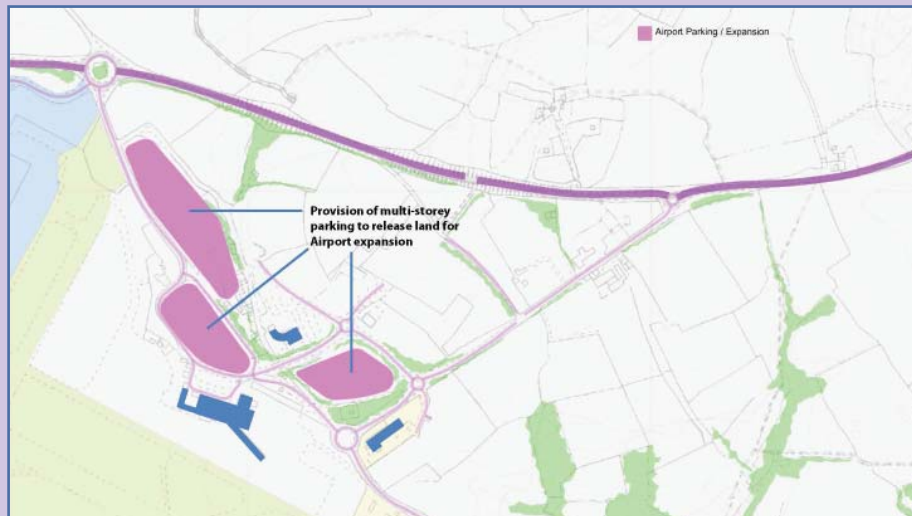 Airport Parking / Expansion
Provision of multi-storey
parking to release land for
Airport expansion